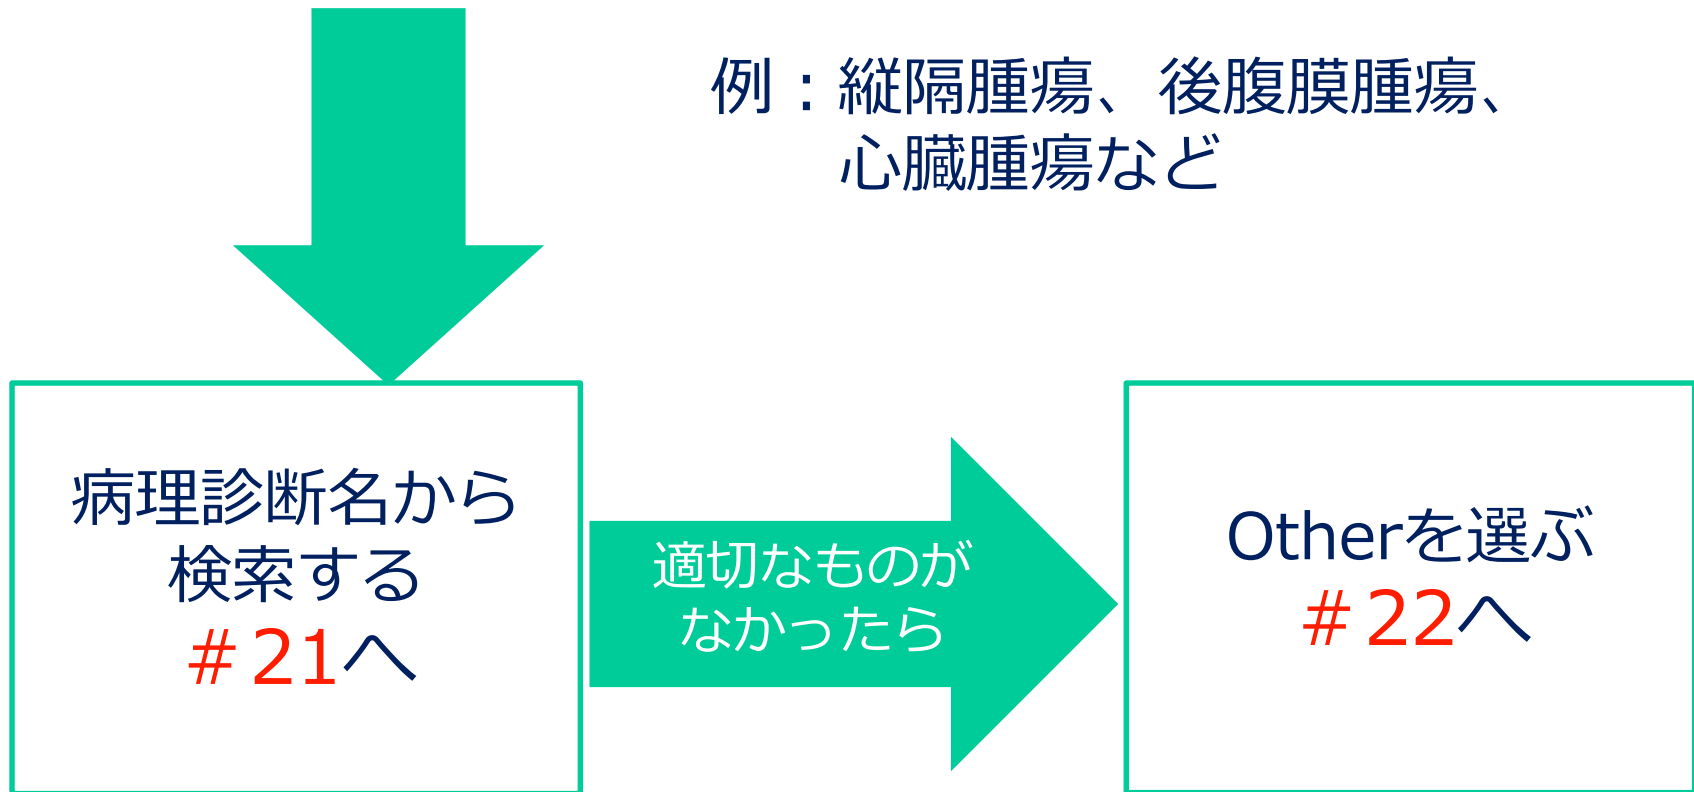 例：縦隔腫瘍、後腹膜腫瘍、
心臓腫瘍など
病理診断名から
検索する
＃21へ
適切なものが
なかったら
Otherを選ぶ
＃22へ